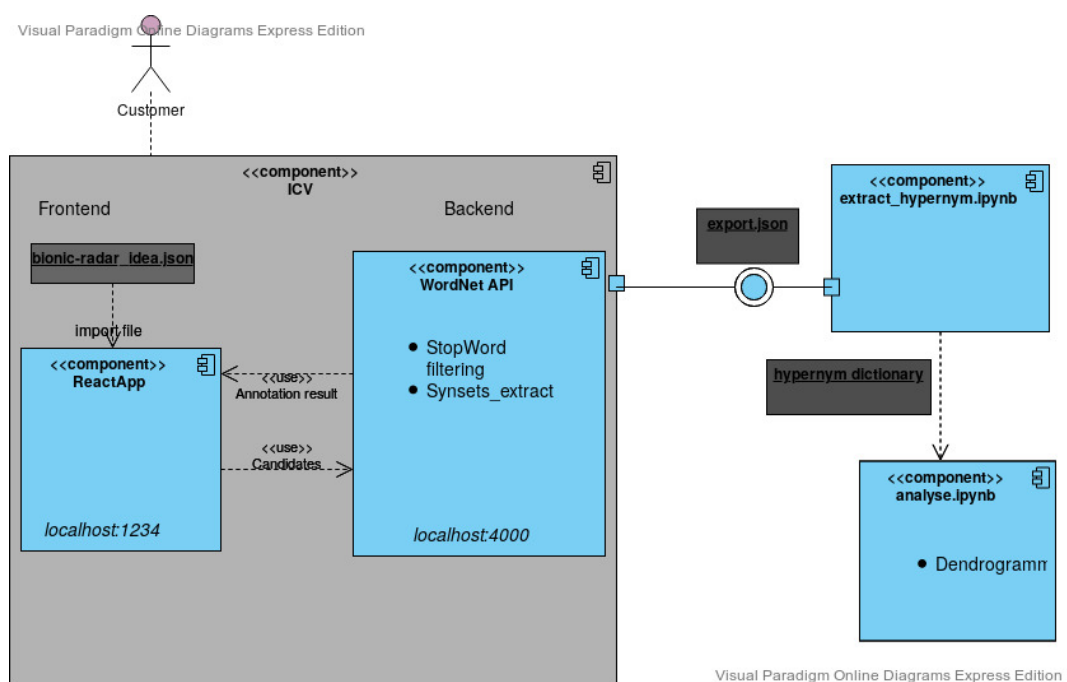 Visual Paradigm Online Diagrams Express Edition
Customer
<<component>>
ICV
Frontend
Backend
bionic-radar_idea.json
import file
<<component>>
ReactApp
localhost:1234
<<use>>
Annotation result
<<use>>
Candidates
<<component>>
WordNet API
● StopWord
filtering
● Synsets_extract
localhost:4000
export.json
<<component>>
extract_hypernym.ipynb
hypernym dictionary
<<component>>
analyse.ipynb
● Dendrogramm
Visual Paradigm Online Diagrams Express Edition